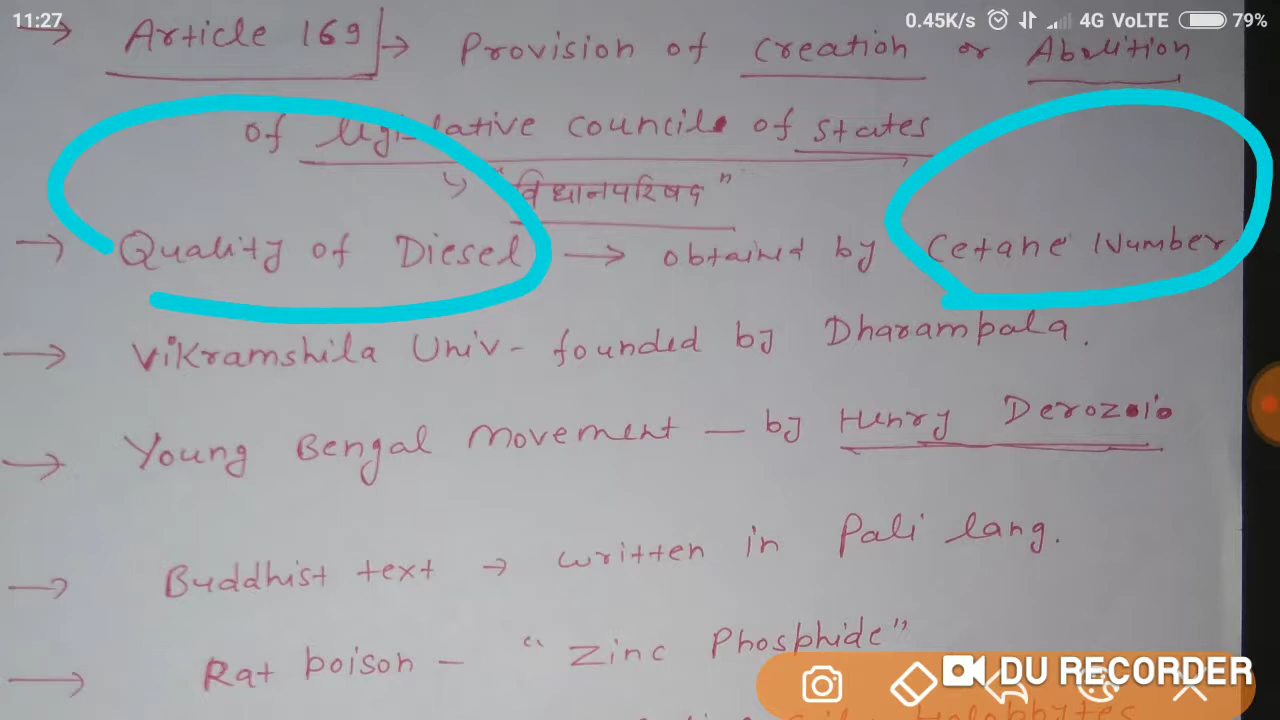 11:27 0.45K/s 4G VoLTE 79%
→ Article 169 → Provision of creation or Abolition
of legislative councils of states
↳ "विधानपरिषद"
→ Quality of Diesel → obtained by Cetane Number
→ Vikramshila Univ - founded by Dharampala.
→ Young Bengal movement — by Henry Derozio
→ Buddhist text → written in Pali lang.
→ Rat poison — "Zinc Phosphide"
DU RECORDER